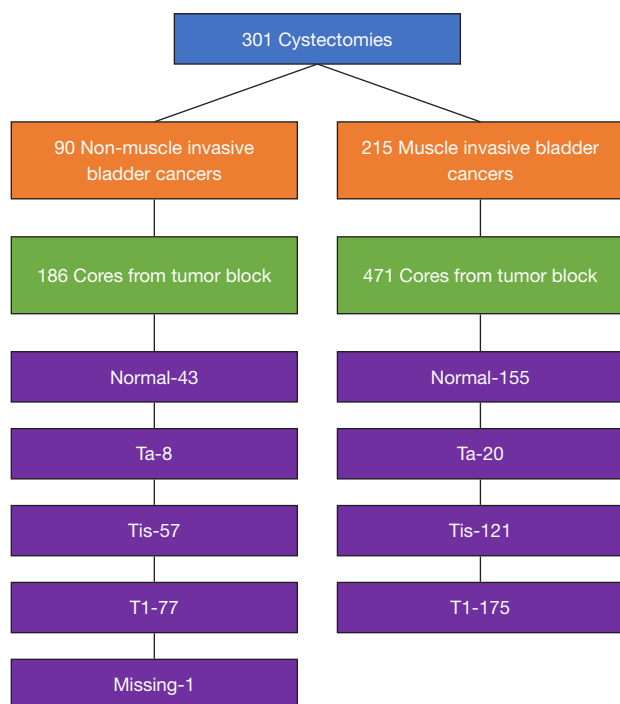 301 Cystectomies
90 Non-muscle invasive
bladder cancers
215 Muscle invasive bladder
cancers
186 Cores from tumor block
471 Cores from tumor block
Normal-43
Normal-155
Ta-8
Ta-20
Tis-57
Tis-121
T1-77
T1-175
Missing-1